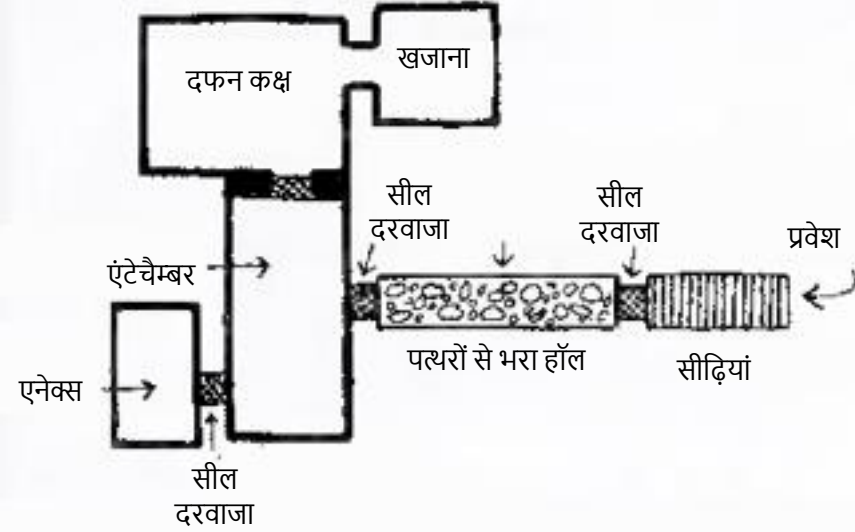 दफन कक्ष
खजाना
सील
दरवाजा
सील
दरवाजा
प्रवेश
एंटेचैम्बर
पत्थरों से भरा हॉल
सीढ़ियां
एनेक्स
सील
दरवाजा